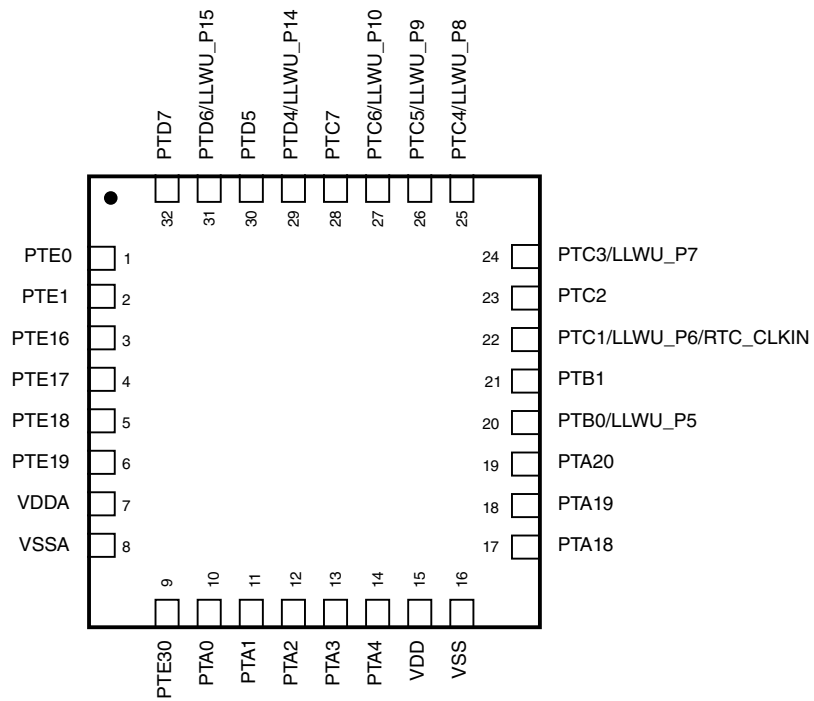 PTD7
PTD6/LLWU_P15
PTD5
PTD4/LLWU_P14
PTC7
PTC6/LLWU_P10
PTC5/LLWU_P9
PTC4/LLWU_P8
32
31
30
29
28
27
26
25
PTE0 1
PTE1 2
PTE16 3
PTE17 4
PTE18 5
PTE19 6
VDDA 7
VSSA 8
24 PTC3/LLWU_P7
23 PTC2
22 PTC1/LLWU_P6/RTC_CLKIN
21 PTB1
20 PTB0/LLWU_P5
19 PTA20
18 PTA19
17 PTA18
9
10
11
12
13
14
15
16
PTE30
PTA0
PTA1
PTA2
PTA3
PTA4
VDD
VSS